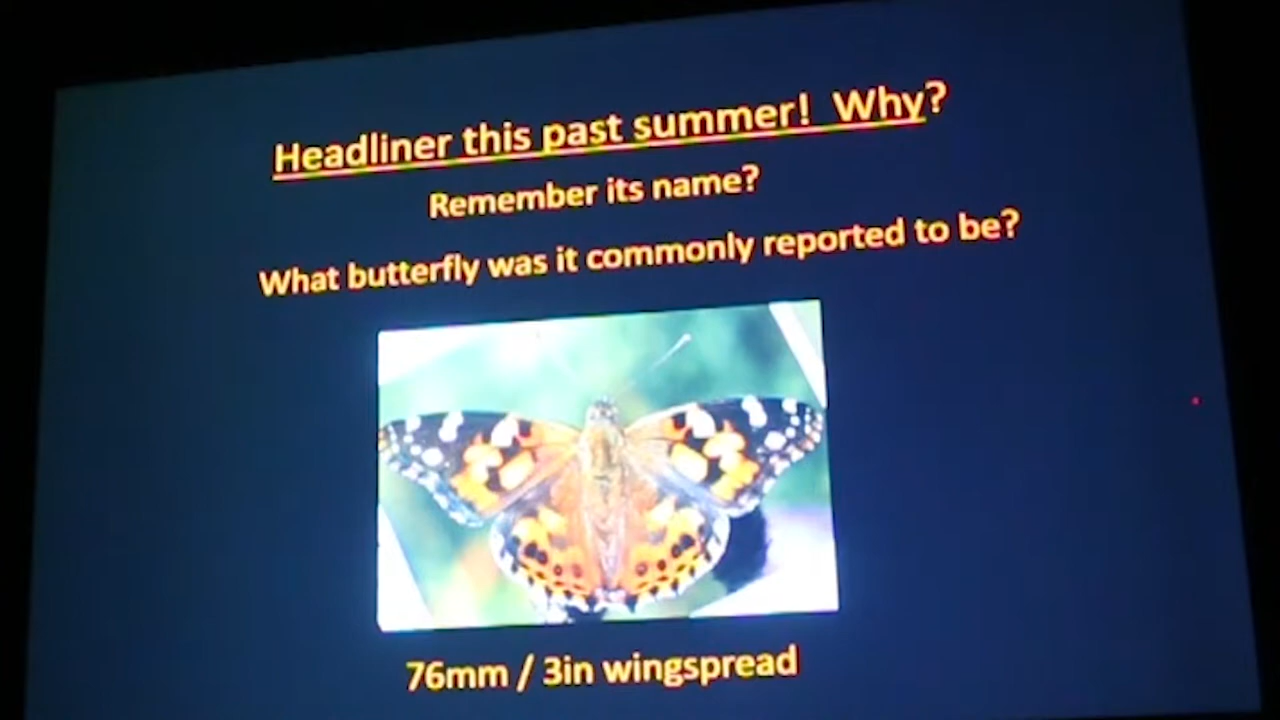 Headliner this past summer!  Why?
Remember its name?
What butterfly was it commonly reported to be?
76mm / 3in wingspread